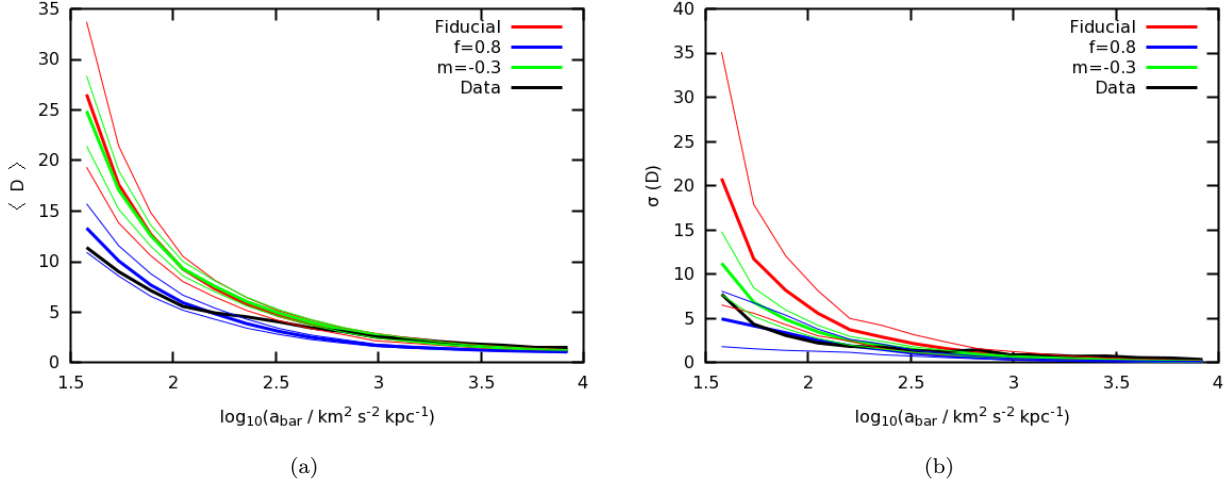 35
30
25
20
15
10
5
0
⟨ D ⟩
1.5 2 2.5 3 3.5 4
log₁₀(a_bar / km² s⁻² kpc⁻¹)
Fiducial
f=0.8
m=-0.3
Data
(a)
40
35
30
25
20
15
10
5
0
σ (D)
1.5 2 2.5 3 3.5 4
log₁₀(a_bar / km² s⁻² kpc⁻¹)
Fiducial
f=0.8
m=-0.3
Data
(b)